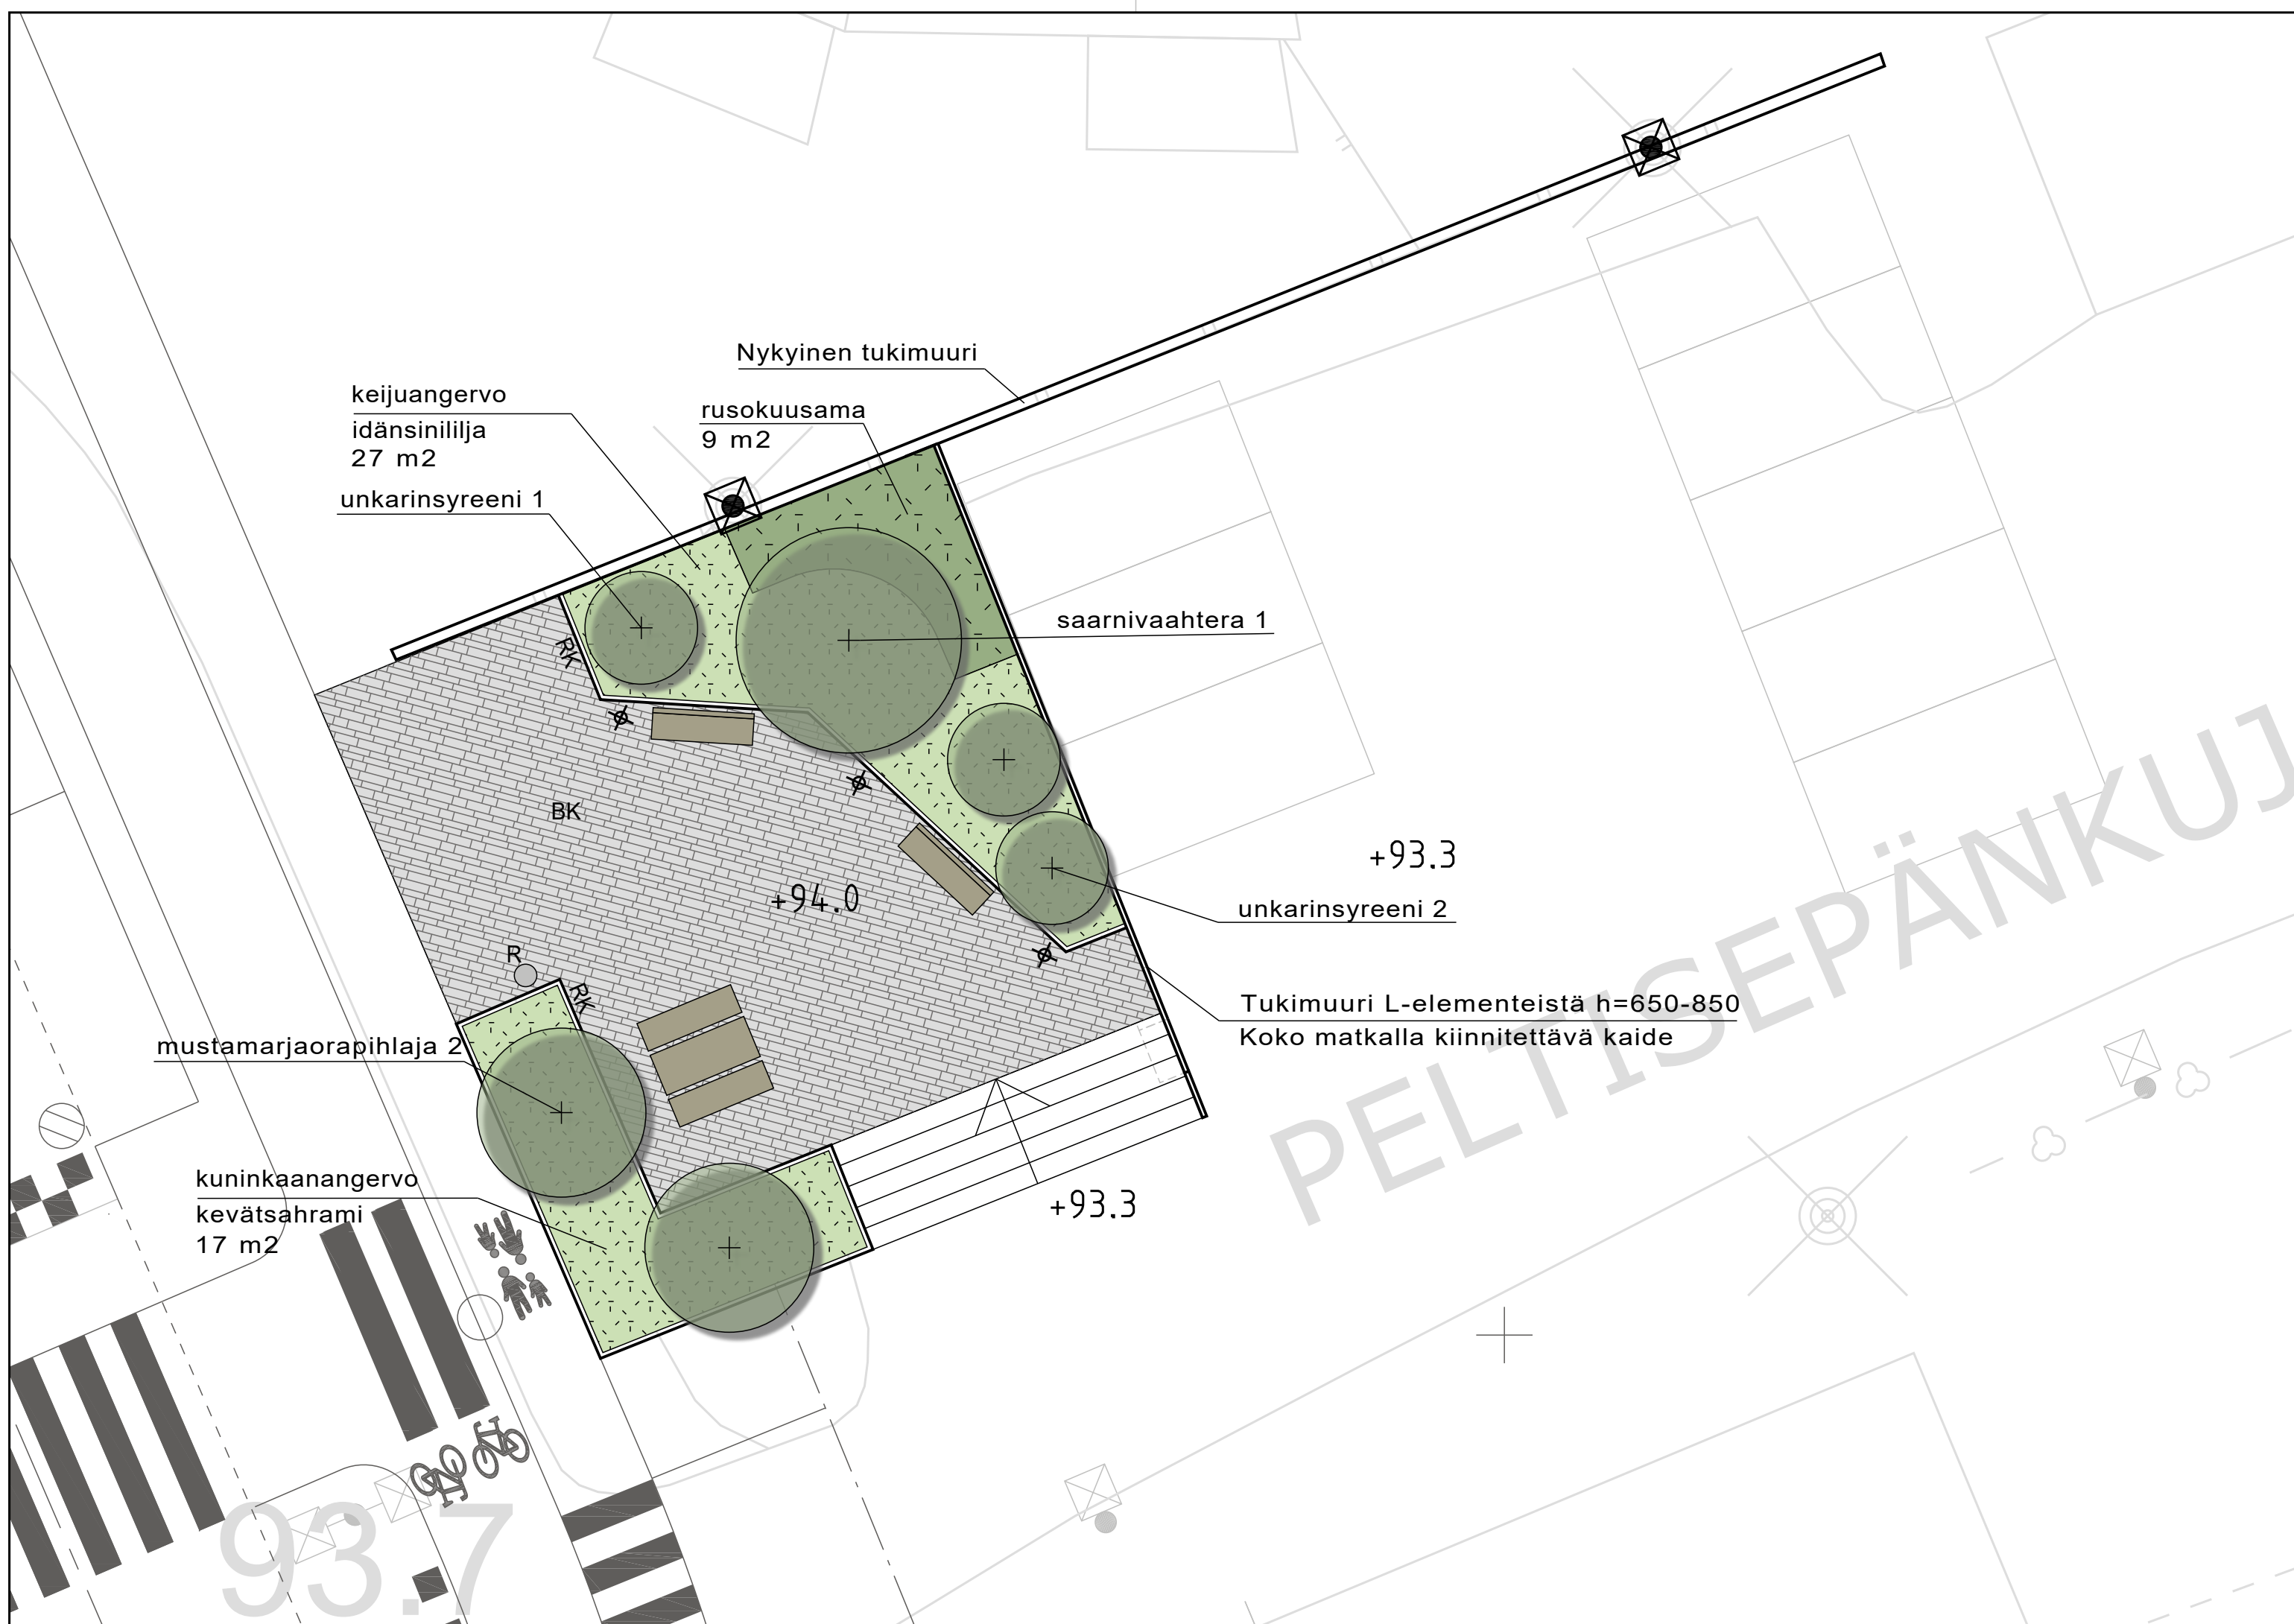 Nykyinen tukimuuri
keijuangervo
idänsinililja
27 m2
rusokuusama
9 m2
unkarinsyreeni 1
saarnivaahtera 1
RK
BK
+94.0
+93.3
unkarinsyreeni 2
R
RK
Tukimuuri L-elementeistä h=650-850
Koko matkalla kiinnitettävä kaide
mustamarjaorapihlaja 2
PELTISEPÄNKUJ
kuninkaanangervo
kevätsahrami
17 m2
+93.3
93.7